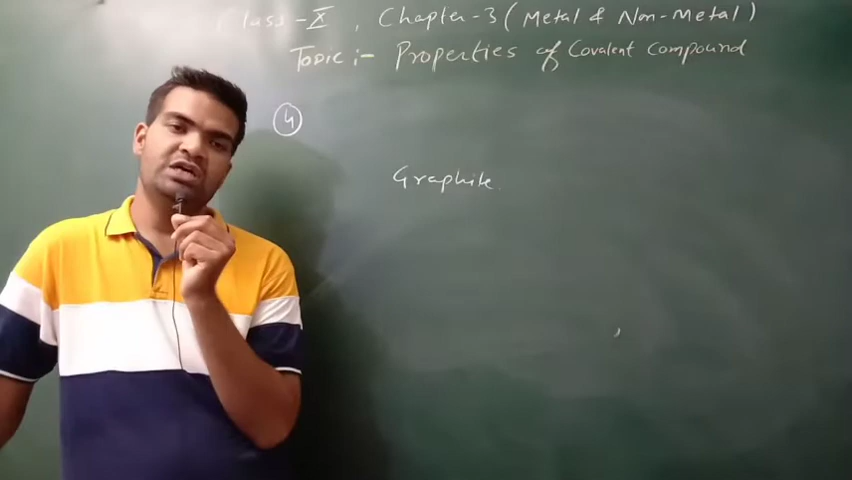 Class - X , Chapter - 3 ( Metal & Non-Metal )
Topic :- Properties of Covalent Compound
4
Graphite